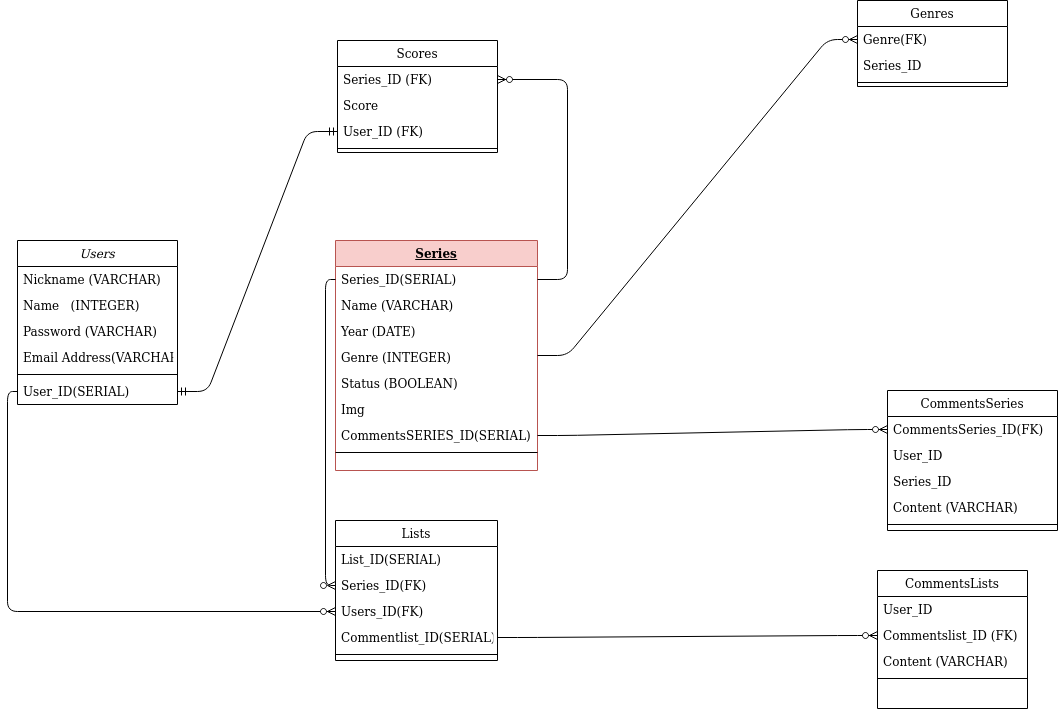 Genres
Genre(FK)
Series_ID
Scores
Series_ID (FK)
Score
User_ID (FK)
Users
Nickname (VARCHAR)
Name (INTEGER)
Password (VARCHAR)
Email Address(VARCHAR
User_ID(SERIAL)
Series
Series_ID(SERIAL)
Name (VARCHAR)
Year (DATE)
Genre (INTEGER)
Status (BOOLEAN)
Img
CommentsSERIES_ID(SERIAL)
CommentsSeries
CommentsSeries_ID(FK)
User_ID
Series_ID
Content (VARCHAR)
Lists
List_ID(SERIAL)
Series_ID(FK)
Users_ID(FK)
Commentlist_ID(SERIAL)
CommentsLists
User_ID
Commentslist_ID (FK)
Content (VARCHAR)